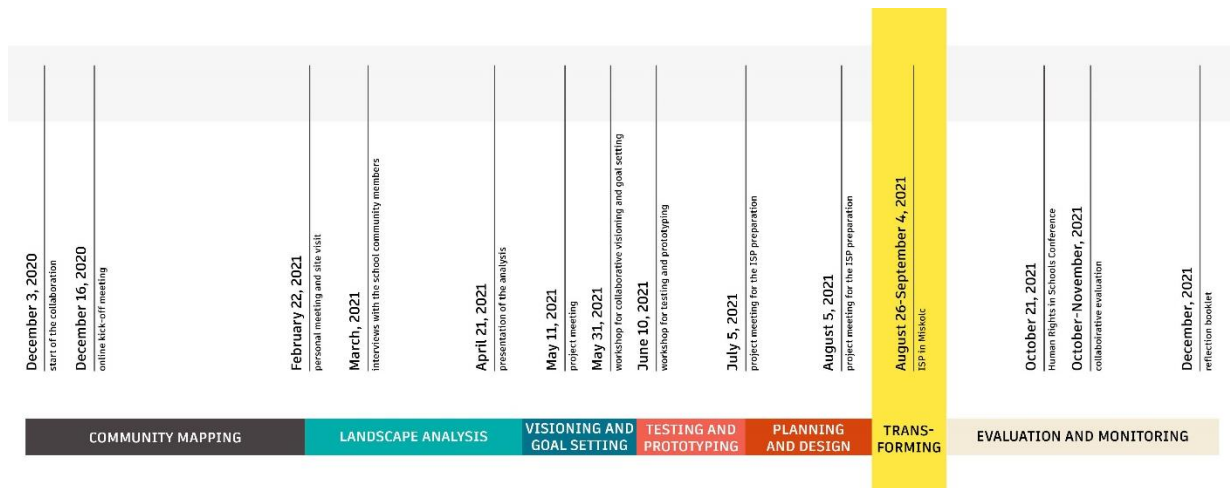 December 3, 2020
start of the collaboration
December 16, 2020
online kick-off meeting
February 22, 2021
personal meeting and site visit
March, 2021
interviews with the school community members
April 21, 2021
presentation of the analysis
May 11, 2021
project meeting
May 31, 2021
workshop for collaborative visioning and goal setting
June 10, 2021
workshop for testing and prototyping
July 5, 2021
project meeting for the ISP preparation
August 5, 2021
project meeting for the ISP preparation
August 26-September 4, 2021
ISP in Miskolc
October 21, 2021
Human Rights in Schools Conference
October-November, 2021
collaboirative evaluation
December, 2021
reflection booklet
COMMUNITY MAPPING
LANDSCAPE ANALYSIS
VISIONING AND
GOAL SETTING
TESTING AND
PROTOTYPING
PLANNING
AND DESIGN
TRANS-
FORMING
EVALUATION AND MONITORING